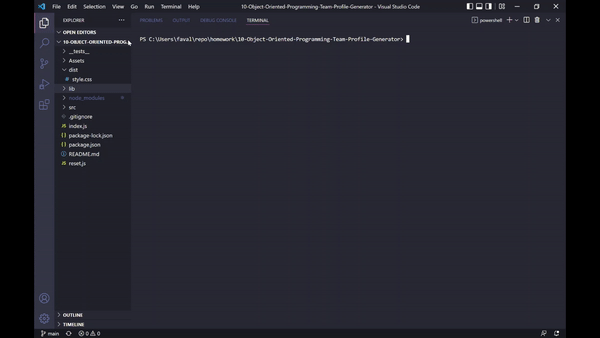 File Edit Selection View Go Run Terminal Help
10-Object-Oriented-Programming-Team-Profile-Generator - Visual Studio Code
EXPLORER
PROBLEMS OUTPUT DEBUG CONSOLE TERMINAL
powershell
OPEN EDITORS
10-OBJECT-ORIENTED-PROG...
PS C:\Users\faval\repo\homework\10-Object-Oriented-Programming-Team-Profile-Generator>
__tests__
Assets
dist
# style.css
lib
node_modules
src
.gitignore
JS index.js
{} package-lock.json
{} package.json
README.md
JS reset.js
OUTLINE
TIMELINE
main 0 0